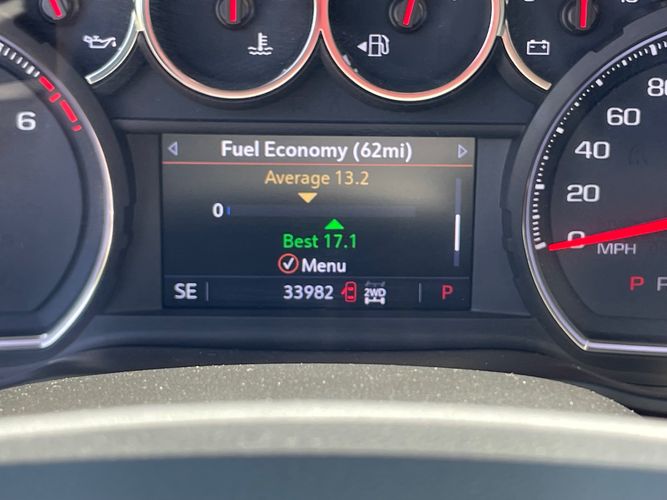 Fuel Economy (62mi)
Average 13.2
0
Best 17.1
Menu
SE 33982 2WD P
6
80
60
40
20
0 MPH
P